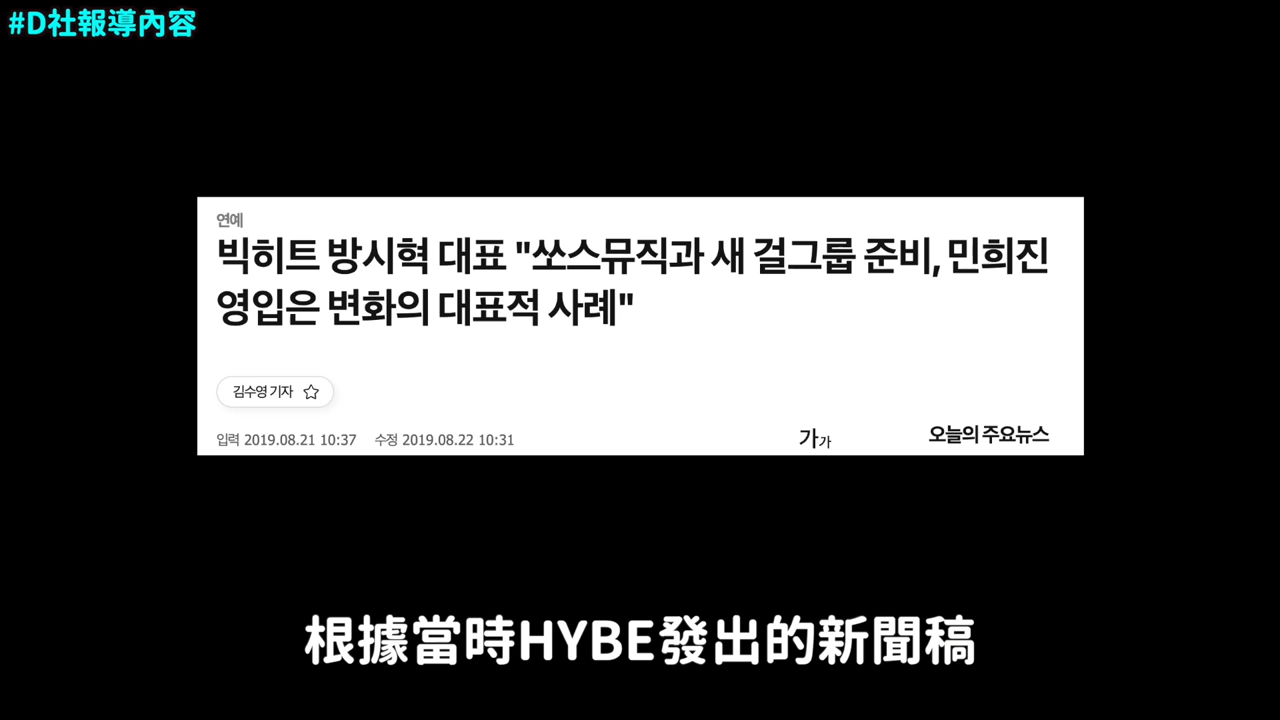 #D社報導內容
연예
빅히트 방시혁 대표 "쏘스뮤직과 새 걸그룹 준비, 민희진
영입은 변화의 대표적 사례"
김수영 기자
입력 2019.08.21 10:37 수정 2019.08.22 10:31 가가 오늘의 주요뉴스
根據當時HYBE發出的新聞稿